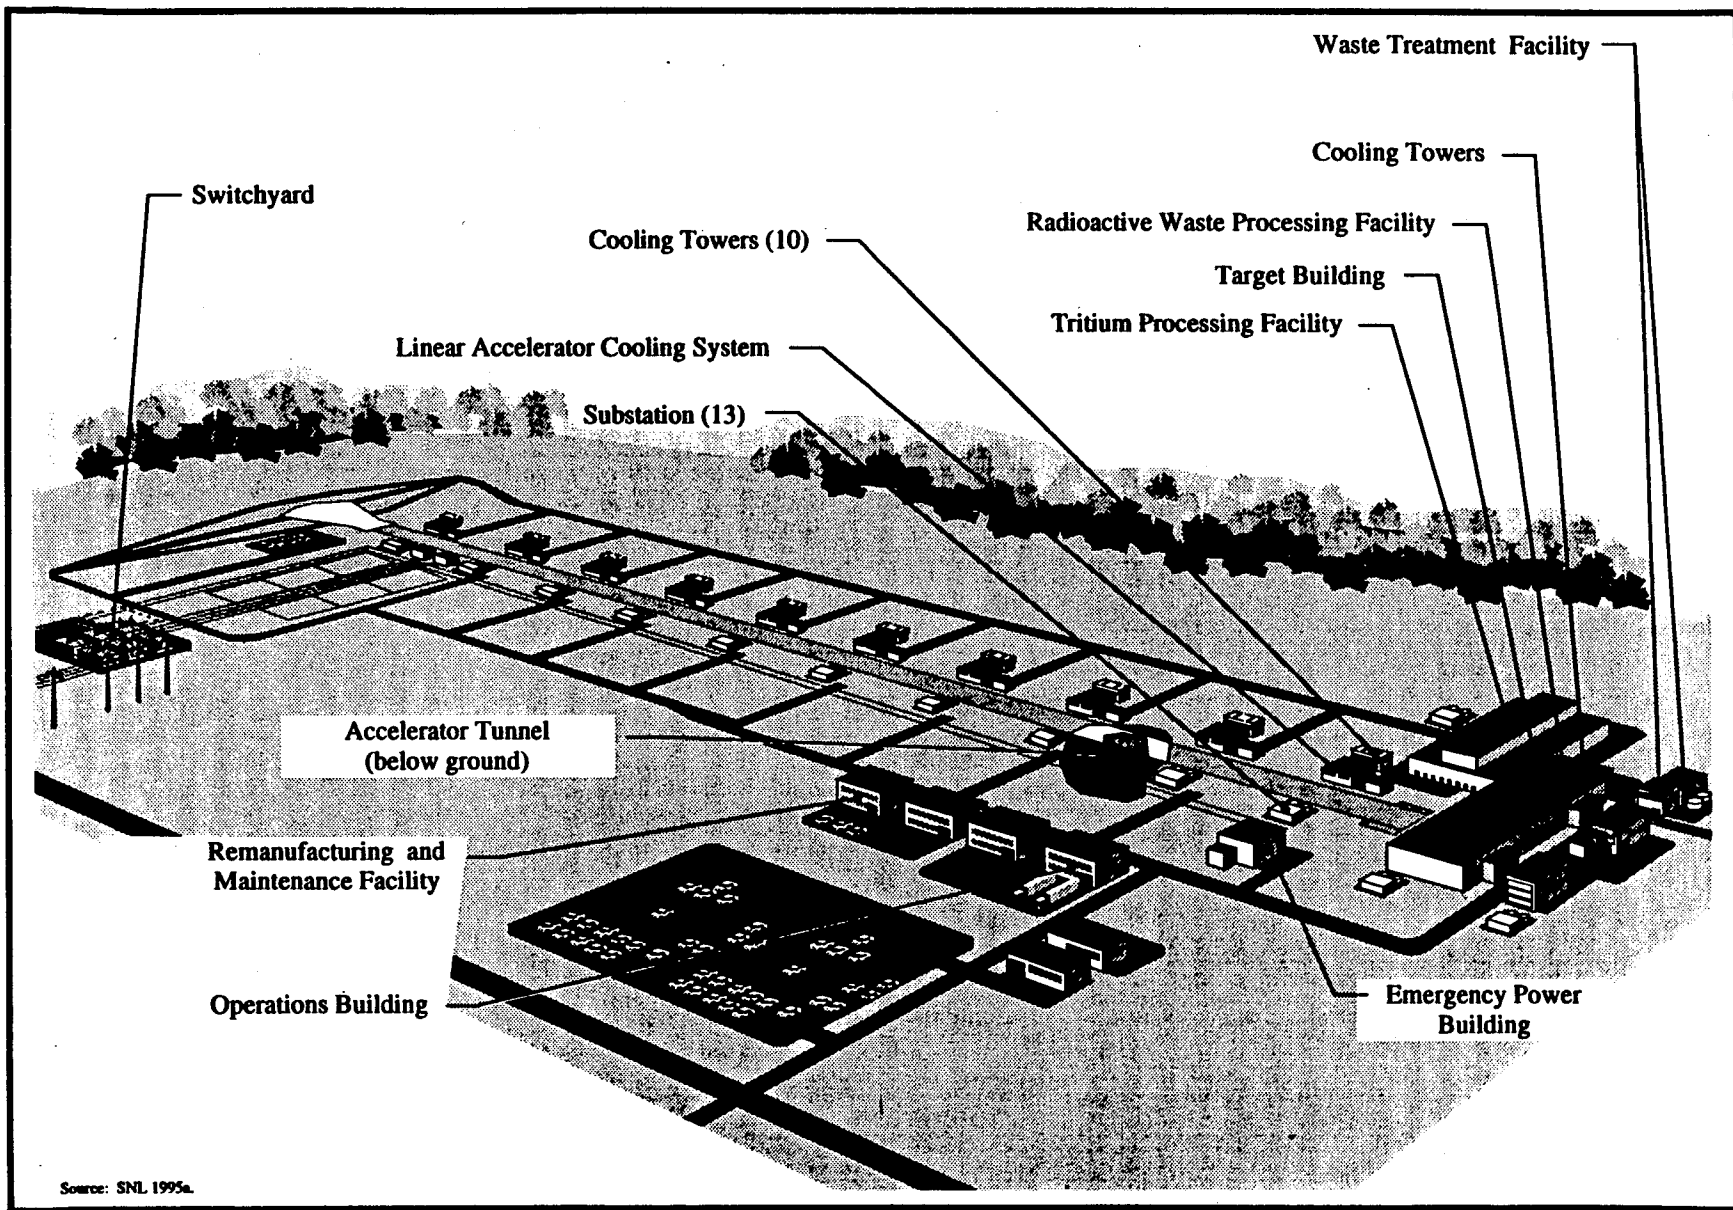 Waste Treatment Facility
Cooling Towers
Switchyard
Radioactive Waste Processing Facility
Cooling Towers (10)
Target Building
Tritium Processing Facility
Linear Accelerator Cooling System
Substation (13)
Accelerator Tunnel
(below ground)
Remanufacturing and
Maintenance Facility
Operations Building
Emergency Power
Building
Source: SNL 1995a.